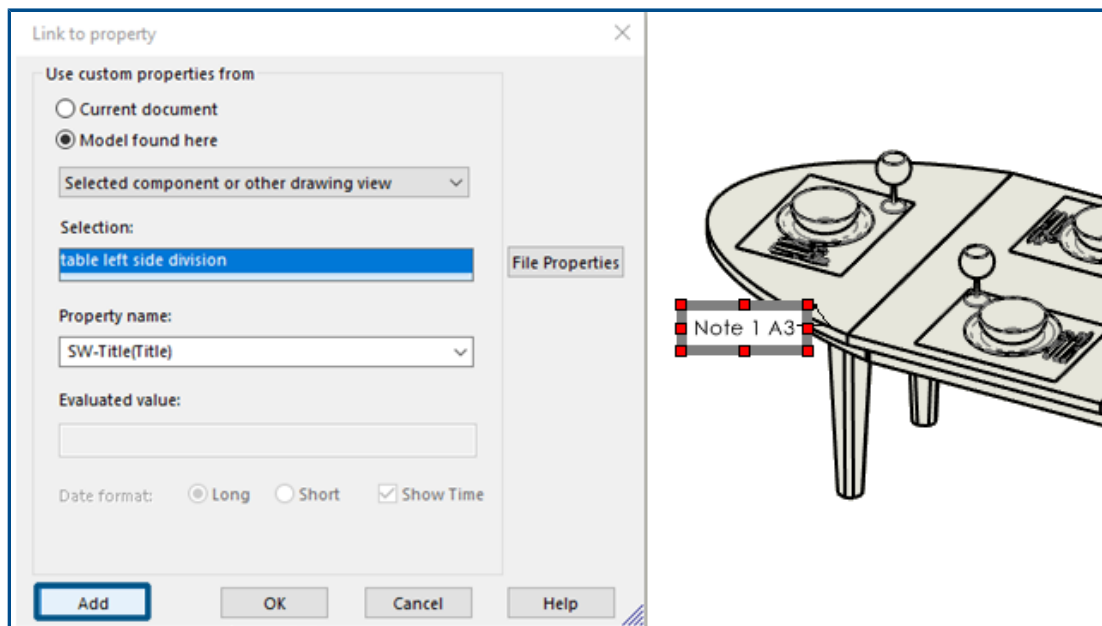 Link to property
Use custom properties from
Current document
Model found here
Selected component or other drawing view
Selection:
table left side division
File Properties
Property name:
SW-Title(Title)
Evaluated value:
Date format:
Long
Short
Show Time
Add
OK
Cancel
Help
Note 1 A3